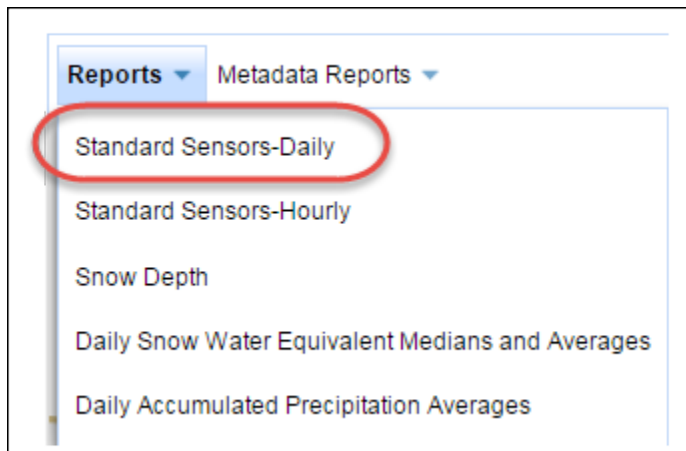 Reports Metadata Reports
Standard Sensors-Daily
Standard Sensors-Hourly
Snow Depth
Daily Snow Water Equivalent Medians and Averages
Daily Accumulated Precipitation Averages